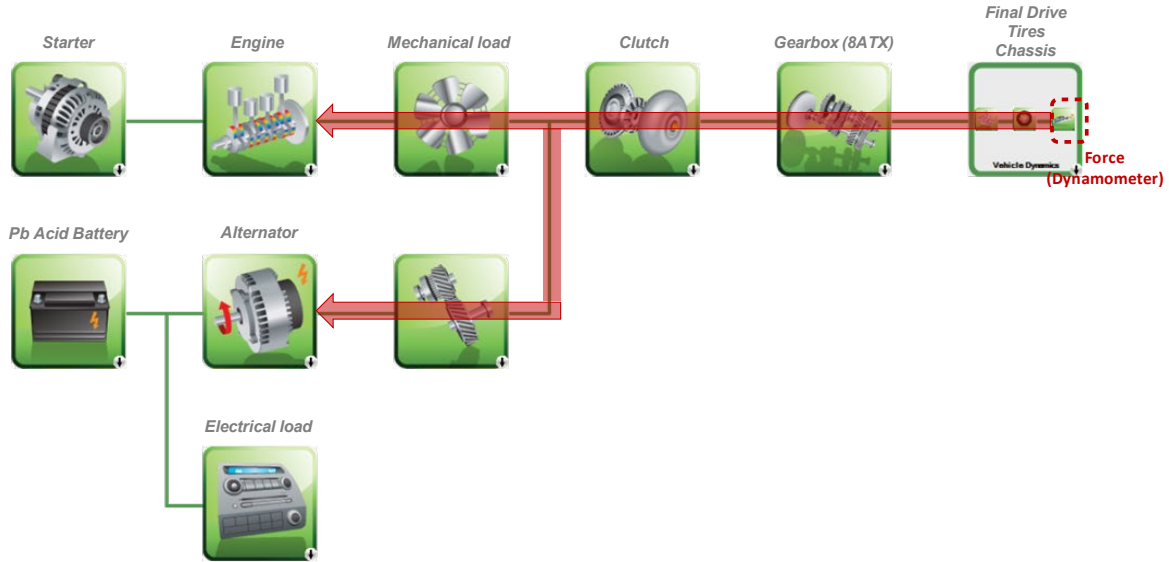 Final Drive
Tires
Chassis
Starter
Engine
Mechanical load
Clutch
Gearbox (8ATX)
Vehicle Dynamics
Force
(Dynamometer)
Pb Acid Battery
Alternator
Electrical load